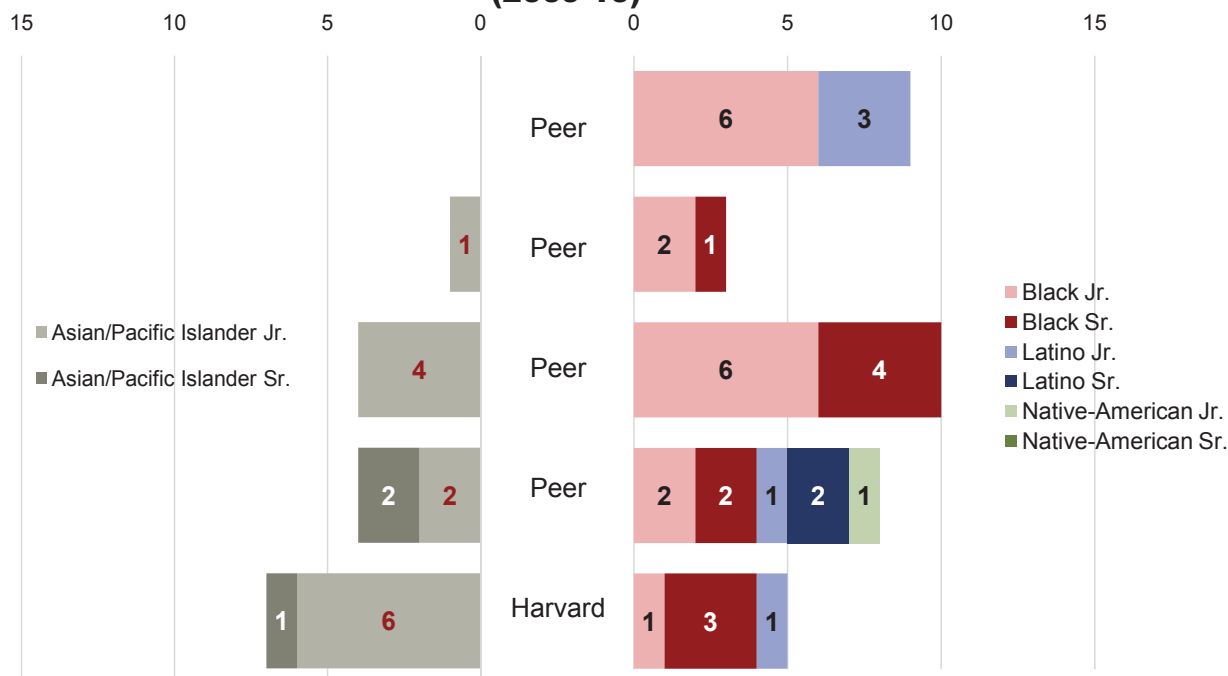 15 10 5 0 0 5 10 15
Peer 6 3
1 Peer 2 1
Black Jr.
Black Sr.
Latino Jr.
Latino Sr.
Native-American Jr.
Native-American Sr.
Asian/Pacific Islander Jr.
Asian/Pacific Islander Sr.
4 Peer 6 4
2 2 Peer 2 2 1 2 1
1 6 Harvard 1 3 1